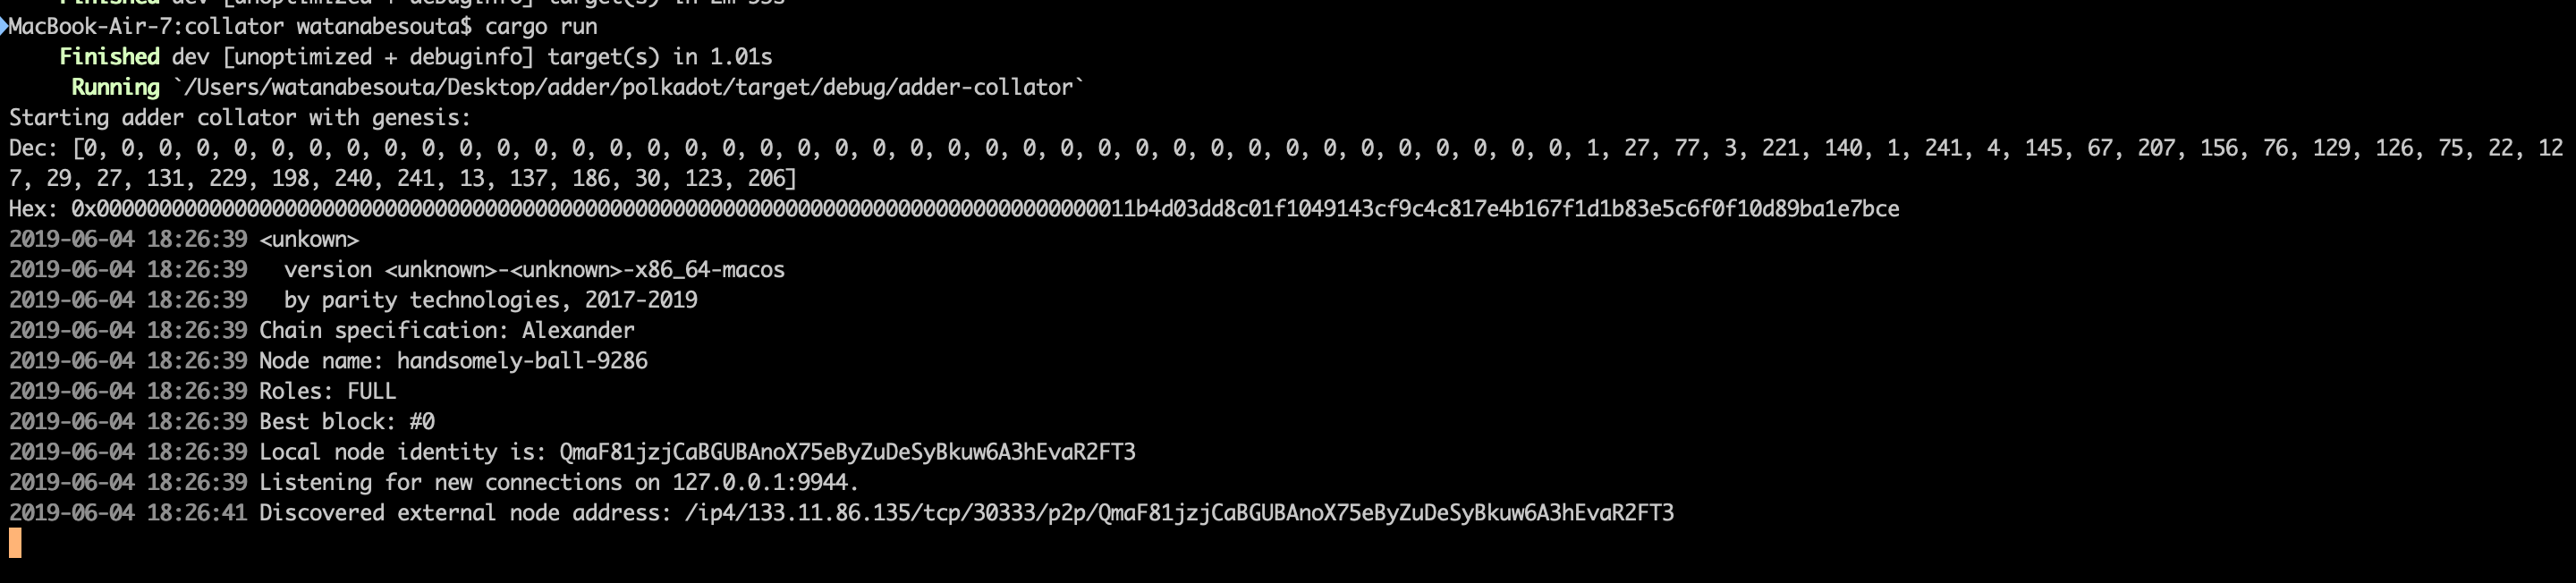 Finished dev [unoptimized + debuginfo] target(s) in 2m
MacBook-Air-7:collator watanabesouta$ cargo run
Finished dev [unoptimized + debuginfo] target(s) in 1.01s
Running `/Users/watanabesouta/Desktop/adder/polkadot/target/debug/adder-collator`
Starting adder collator with genesis:
Dec: [0, 0, 0, 0, 0, 0, 0, 0, 0, 0, 0, 0, 0, 0, 0, 0, 0, 0, 0, 0, 0, 0, 0, 0, 0, 0, 0, 0, 0, 0, 0, 0, 0, 0, 0, 0, 0, 0, 0, 0, 1, 27, 77, 3, 221, 140, 1, 241, 4, 145, 67, 207, 156, 76, 129, 126, 75, 22, 12
7, 29, 27, 131, 229, 198, 240, 241, 13, 137, 186, 30, 123, 206]
Hex: 0x00000000000000000000000000000000000000000000000000000000000000000000000000000000011b4d03dd8c01f1049143cf9c4c817e4b167f1d1b83e5c6f0f10d89ba1e7bce
2019-06-04 18:26:39 <unkown>
2019-06-04 18:26:39   version <unknown>-<unknown>-x86_64-macos
2019-06-04 18:26:39   by parity technologies, 2017-2019
2019-06-04 18:26:39 Chain specification: Alexander
2019-06-04 18:26:39 Node name: handsomely-ball-9286
2019-06-04 18:26:39 Roles: FULL
2019-06-04 18:26:39 Best block: #0
2019-06-04 18:26:39 Local node identity is: QmaF81jzjCaBGUBAnoX75eByZuDeSyBkuw6A3hEvaR2FT3
2019-06-04 18:26:39 Listening for new connections on 127.0.0.1:9944.
2019-06-04 18:26:41 Discovered external node address: /ip4/133.11.86.135/tcp/30333/p2p/QmaF81jzjCaBGUBAnoX75eByZuDeSyBkuw6A3hEvaR2FT3